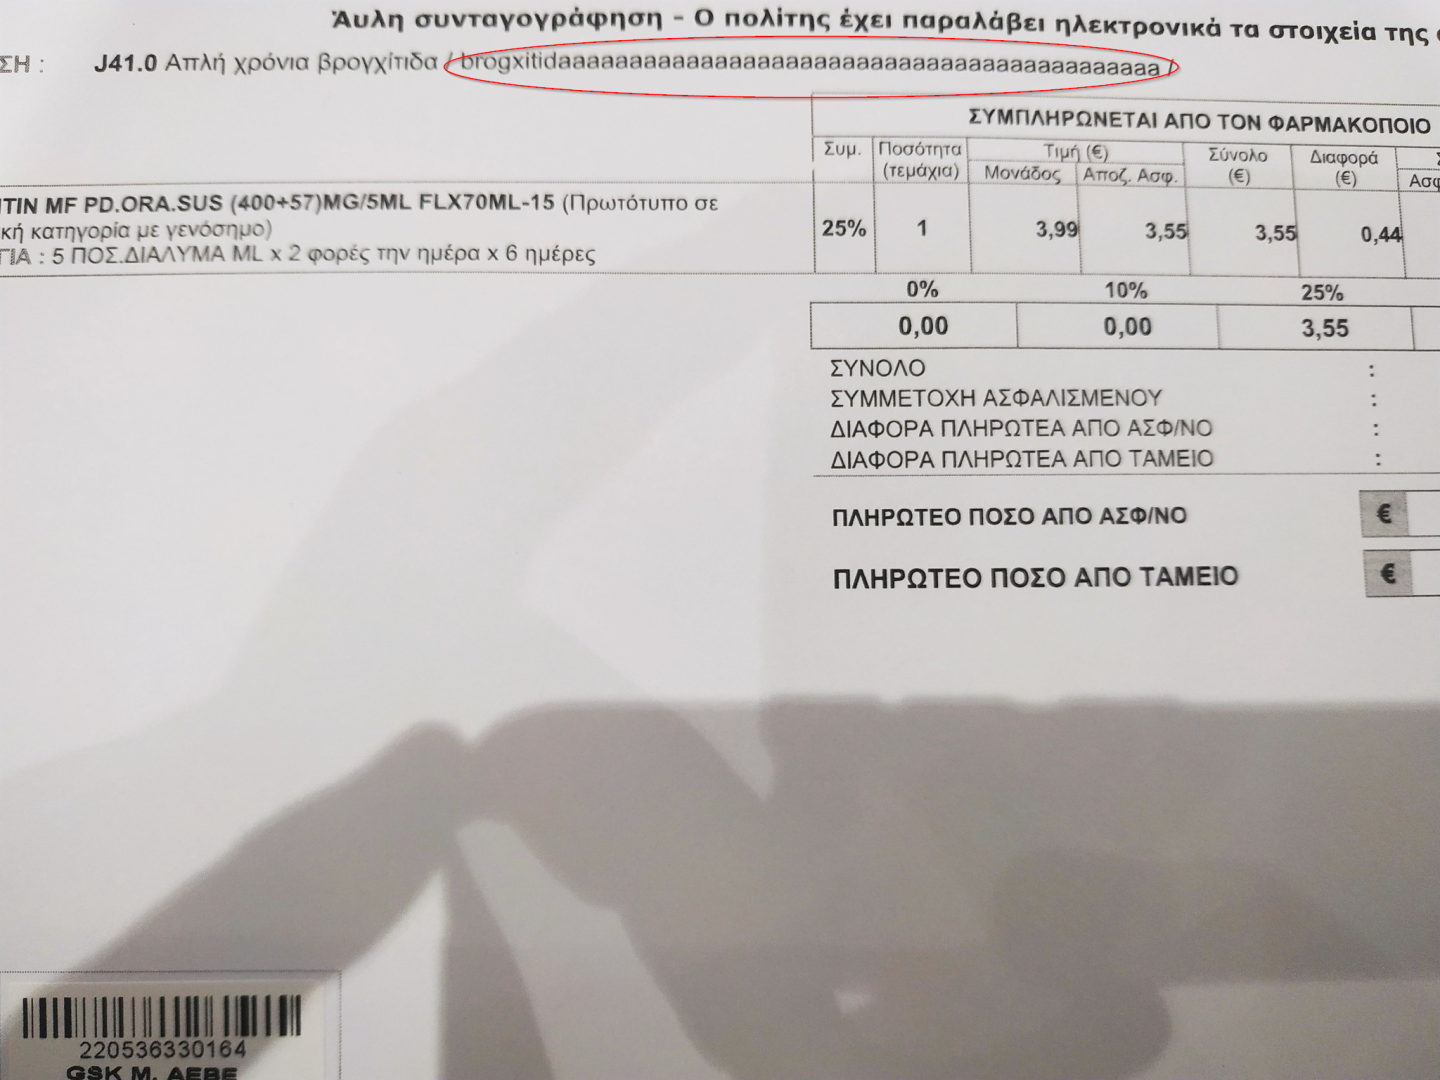 Άυλη συνταγογράφηση - Ο πολίτης έχει παραλάβει ηλεκτρονικά τα στοιχεία της
ΣΗ : J41.0 Απλή χρόνια βρογχίτιδα / brogxitidaaaaaaaaaaaaaaaaaaaaaaaaaaaaaaaaaaaaaaaaaa /
ΣΥΜΠΛΗΡΩΝΕΤΑΙ ΑΠΟ ΤΟΝ ΦΑΡΜΑΚΟΠΟΙΟ
Συμ. Ποσότητα (τεμάχια) Τιμή (€) Σύνολο (€) Διαφορά (€)
Μονάδος Αποζ. Ασφ. Ασφ
ΤΙΝ MF PD.ORA.SUS (400+57)MG/5ML FLX70ML-15 (Πρωτότυπο σε
κή κατηγορία με γενόσημο)
ΓΙΑ : 5 ΠΟΣ.ΔΙΑΛΥΜΑ ML x 2 φορές την ημέρα x 6 ημέρες
25% 1 3,99 3,55 3,55 0,44
0% 10% 25%
0,00 0,00 3,55
ΣΥΝΟΛΟ :
ΣΥΜΜΕΤΟΧΗ ΑΣΦΑΛΙΣΜΕΝΟΥ :
ΔΙΑΦΟΡΑ ΠΛΗΡΩΤΕΑ ΑΠΟ ΑΣΦ/ΝΟ :
ΔΙΑΦΟΡΑ ΠΛΗΡΩΤΕΑ ΑΠΟ ΤΑΜΕΙΟ :
ΠΛΗΡΩΤΕΟ ΠΟΣΟ ΑΠΟ ΑΣΦ/ΝΟ €
ΠΛΗΡΩΤΕΟ ΠΟΣΟ ΑΠΟ ΤΑΜΕΙΟ €
220536330164
GSK M. AEBE